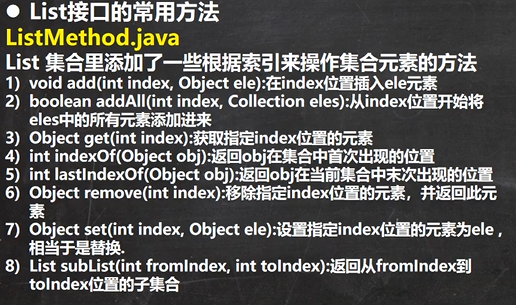 ● List接口的常用方法
ListMethod.java
List 集合里添加了一些根据索引来操作集合元素的方法
1) void add(int index, Object ele):在index位置插入ele元素
2) boolean addAll(int index, Collection eles):从index位置开始将
eles中的所有元素添加进来
3) Object get(int index):获取指定index位置的元素
4) int indexOf(Object obj):返回obj在集合中首次出现的位置
5) int lastIndexOf(Object obj):返回obj在当前集合中末次出现的位置
6) Object remove(int index):移除指定index位置的元素，并返回此元
素
7) Object set(int index, Object ele):设置指定index位置的元素为ele ,
相当于是替换.
8) List subList(int fromIndex, int toIndex):返回从fromIndex到
toIndex位置的子集合